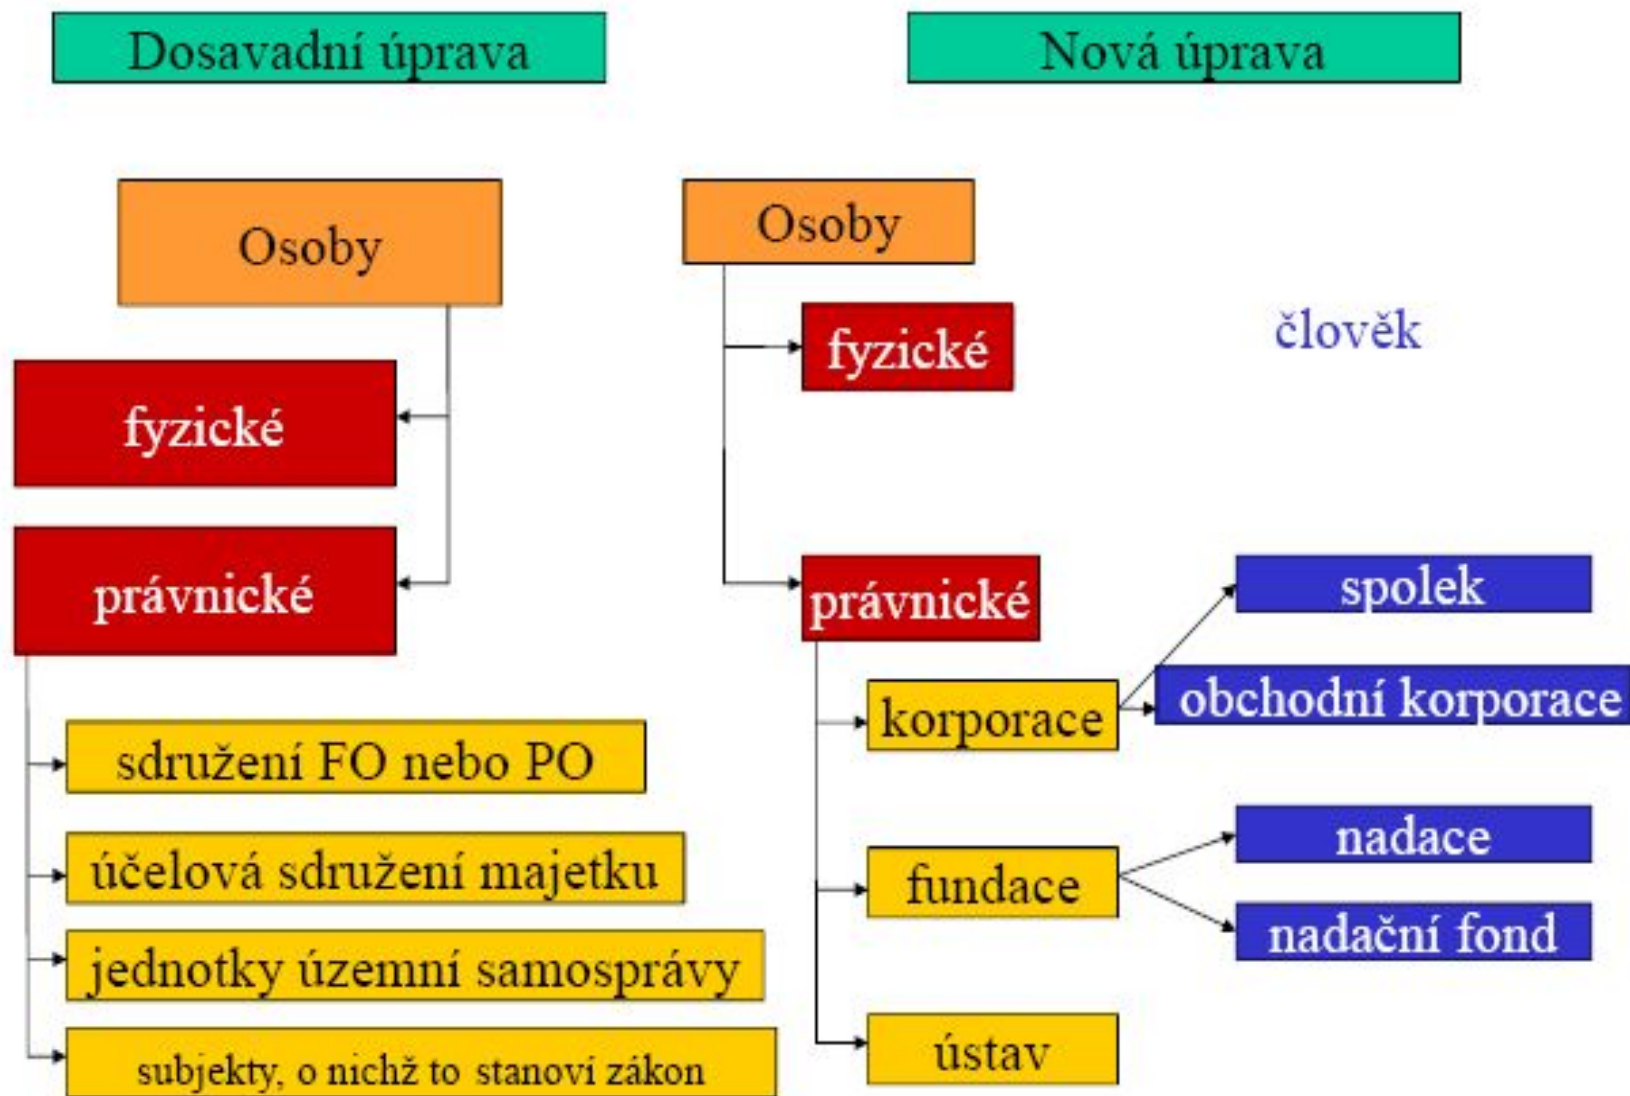 Dosavadní úprava
Osoby
fyzické
právnické
sdružení FO nebo PO
účelová sdružení majetku
jednotky územní samosprávy
subjekty, o nichž to stanoví zákon
Nová úprava
Osoby
fyzické
člověk
právnické
korporace
spolek
obchodní korporace
fundace
nadace
nadační fond
ústav